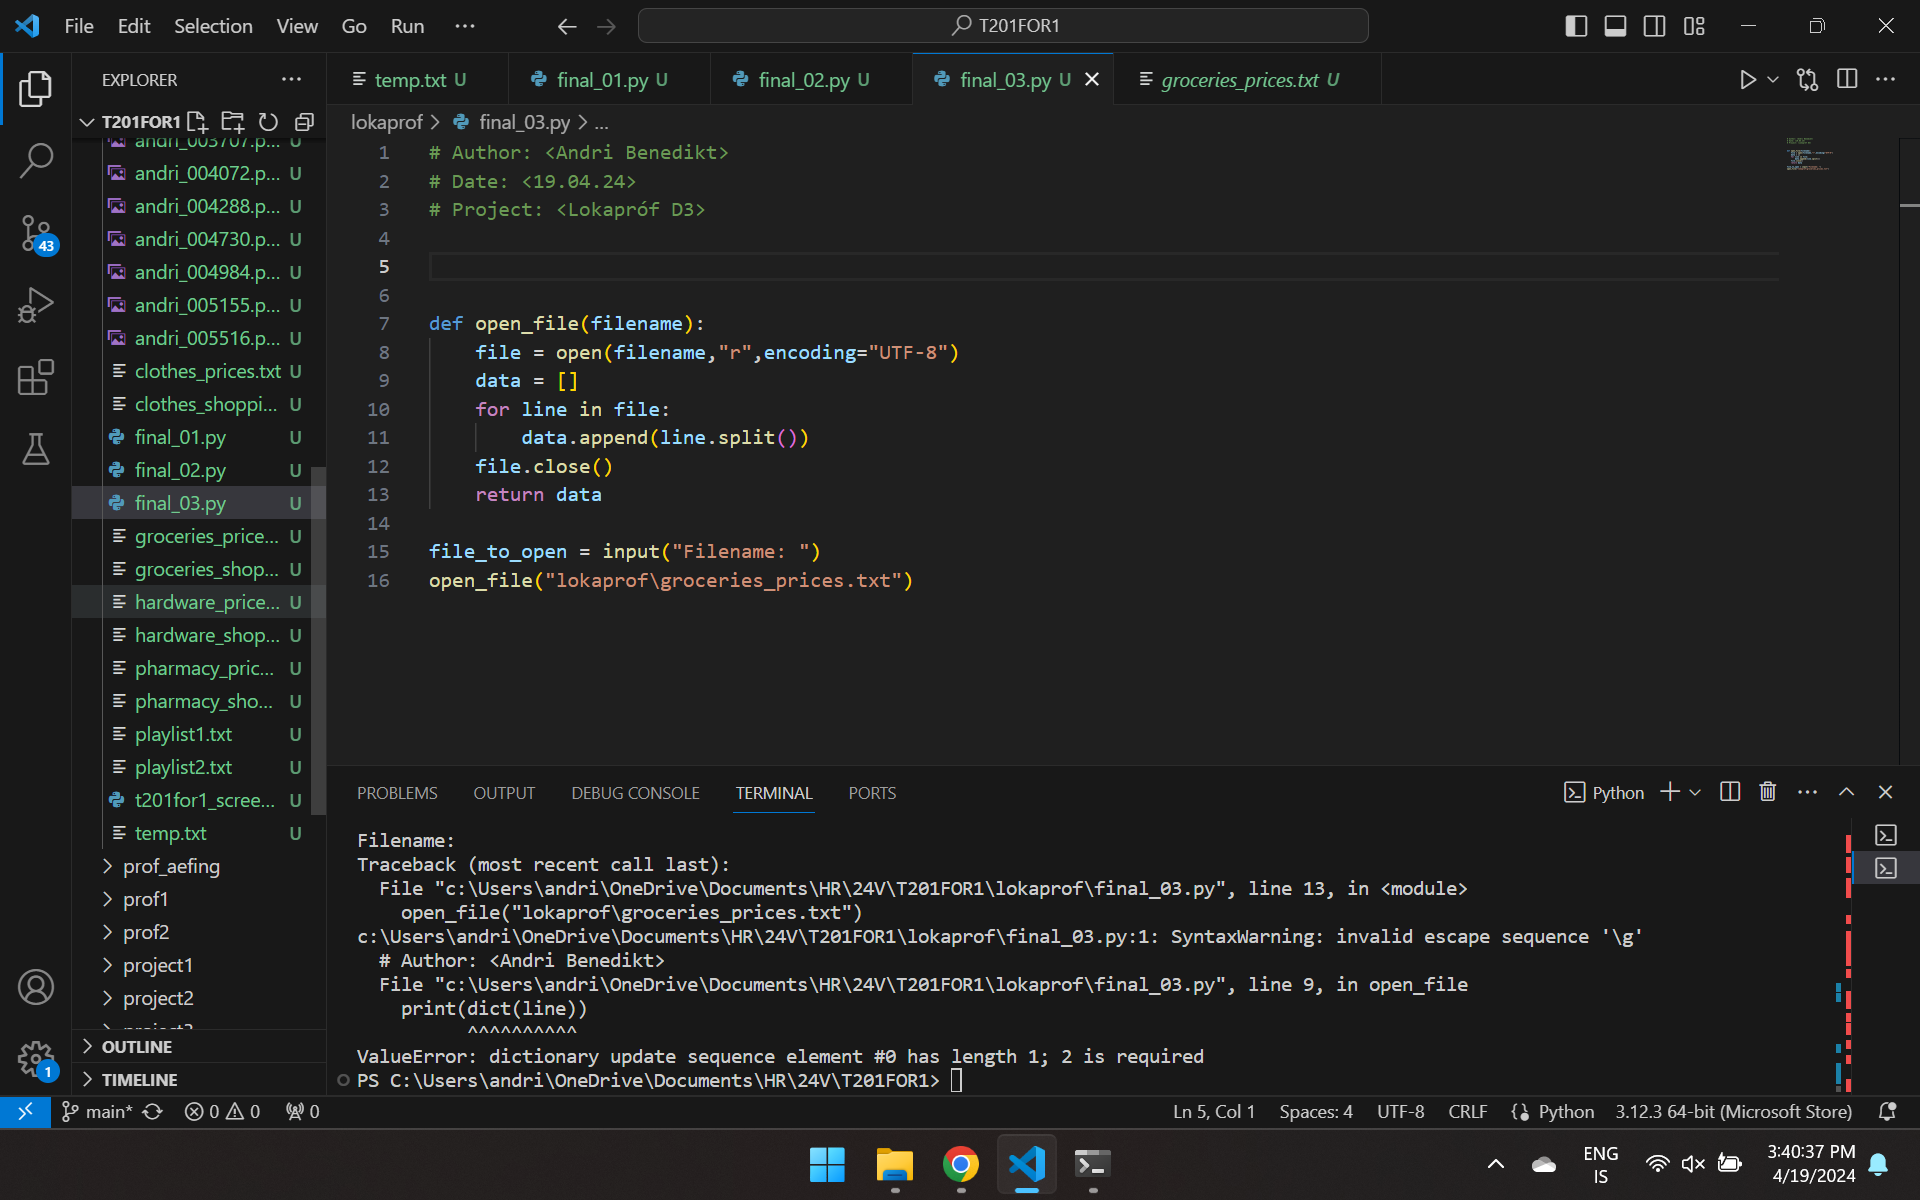 File Edit Selection View Go Run ···
T201FOR1
EXPLORER ···
temp.txt U
final_01.py U
final_02.py U
final_03.py U
groceries_prices.txt U
T201FOR1
lokaprof > final_03.py > ...
andri_003707.p... U
andri_004072.p... U
andri_004288.p... U
andri_004730.p... U
andri_004984.p... U
andri_005155.p... U
andri_005516.p... U
clothes_prices.txt U
clothes_shoppi... U
final_01.py U
final_02.py U
final_03.py U
groceries_price... U
groceries_shop... U
hardware_price... U
hardware_shop... U
pharmacy_pric... U
pharmacy_sho... U
playlist1.txt U
playlist2.txt U
t201for1_scree... U
temp.txt U
prof_aefing
prof1
prof2
project1
project2
OUTLINE
TIMELINE
43
1
1 # Author: <Andri Benedikt>
2 # Date: <19.04.24>
3 # Project: <Lokapróf D3>
4
5
6
7 def open_file(filename):
8 file = open(filename,"r",encoding="UTF-8")
9 data = []
10 for line in file:
11 data.append(line.split())
12 file.close()
13 return data
14
15 file_to_open = input("Filename: ")
16 open_file("lokaprof\groceries_prices.txt")
PROBLEMS OUTPUT DEBUG CONSOLE TERMINAL PORTS
Python
Filename:
Traceback (most recent call last):
File "c:\Users\andri\OneDrive\Documents\HR\24V\T201FOR1\lokaprof\final_03.py", line 13, in <module>
open_file("lokaprof\groceries_prices.txt")
c:\Users\andri\OneDrive\Documents\HR\24V\T201FOR1\lokaprof\final_03.py:1: SyntaxWarning: invalid escape sequence '\g'
# Author: <Andri Benedikt>
File "c:\Users\andri\OneDrive\Documents\HR\24V\T201FOR1\lokaprof\final_03.py", line 9, in open_file
print(dict(line))
^^^^^^^^^^
ValueError: dictionary update sequence element #0 has length 1; 2 is required
PS C:\Users\andri\OneDrive\Documents\HR\24V\T201FOR1>
main* 0 0 0
Ln 5, Col 1 Spaces: 4 UTF-8 CRLF Python 3.12.3 64-bit (Microsoft Store)
ENG
IS
3:40:37 PM
4/19/2024